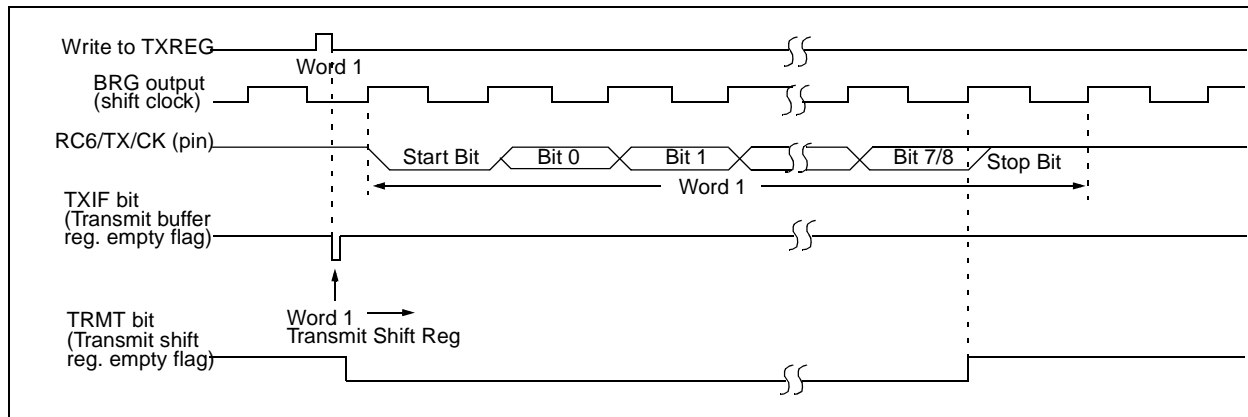 Write to TXREG
Word 1
BRG output
(shift clock)
RC6/TX/CK (pin)
Start Bit
Bit 0
Bit 1
Bit 7/8
Stop Bit
Word 1
TXIF bit
(Transmit buffer
reg. empty flag)
Word 1
Transmit Shift Reg
TRMT bit
(Transmit shift
reg. empty flag)